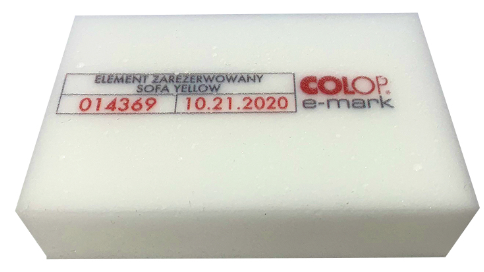 ELEMENT ZAREZERWOWANY
SOFA YELLOW
014369 10.21.2020
COLOP®
e-mark